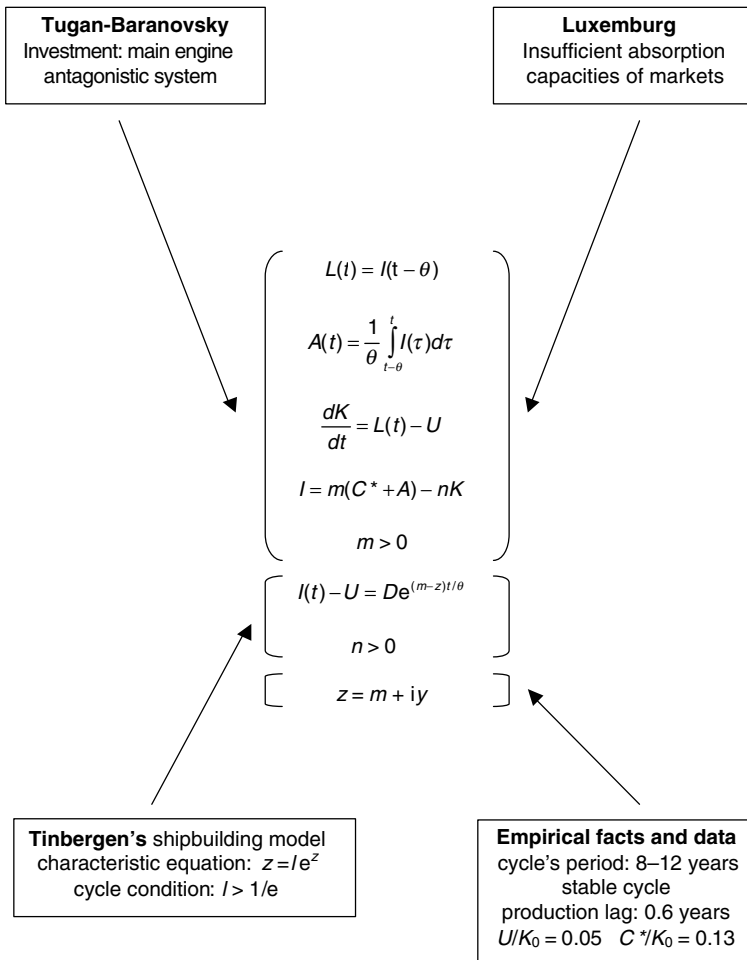 Tugan-Baranovsky
Investment: main engine
antagonistic system
Luxemburg
Insufficient absorption
capacities of markets
L(t) = I(t − θ)
A(t) = 1/θ ∫_{t−θ}^{t} I(τ)dτ
dK/dt = L(t) − U
I = m(C* + A) − nK
m > 0
I(t) − U = De^{(m−z)t/θ}
n > 0
z = m + iy
Tinbergen's shipbuilding model
characteristic equation: z = l e^z
cycle condition: l > 1/e
Empirical facts and data
cycle's period: 8–12 years
stable cycle
production lag: 0.6 years
U/K₀ = 0.05 C*/K₀ = 0.13